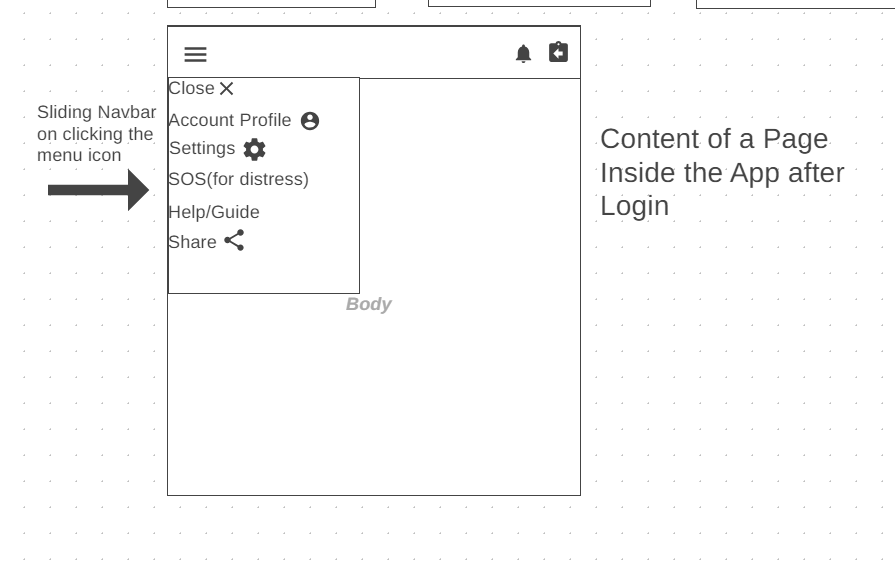 Close
Account Profile
Settings
SOS(for distress)
Help/Guide
Share
Body
Sliding Navbar
on clicking the
menu icon
Content of a Page
Inside the App after
Login